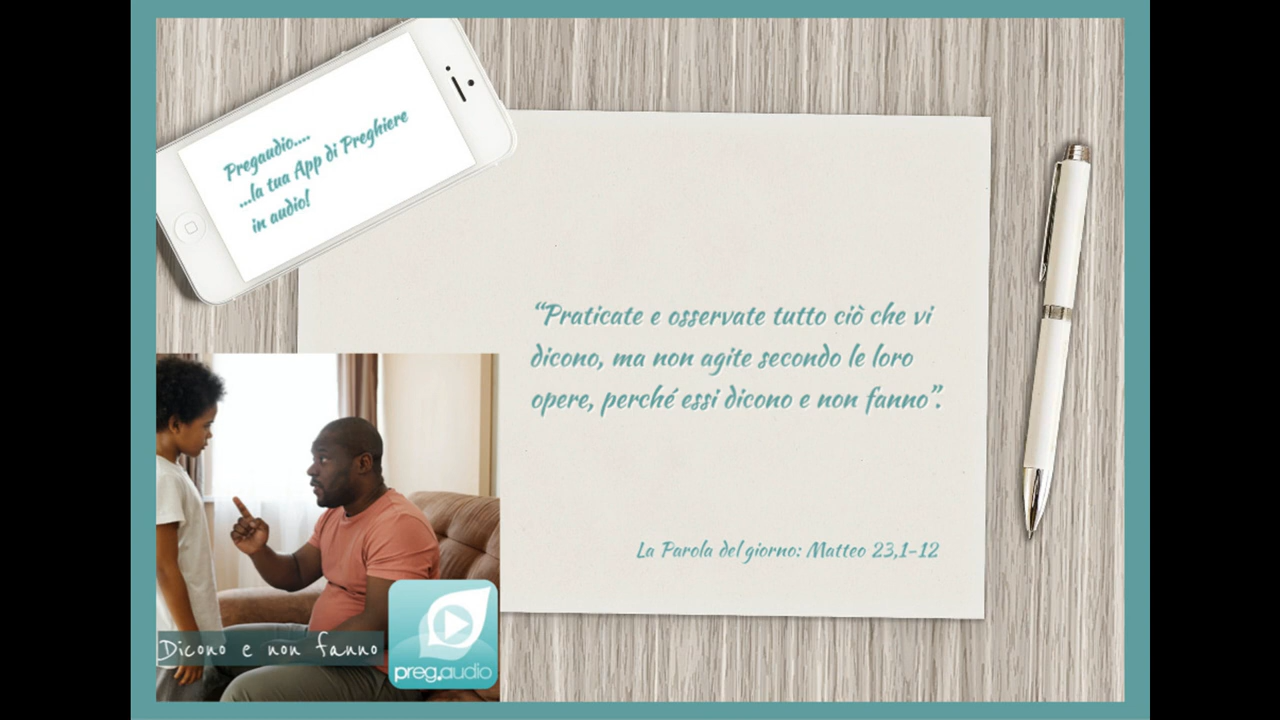 Pregaudio....
...la tua App di Preghiere
in audio!
“Praticate e osservate tutto ciò che vi
dicono, ma non agite secondo le loro
opere, perché essi dicono e non fanno”.
La Parola del giorno: Matteo 23,1-12
Dicono e non fanno
preg.audio